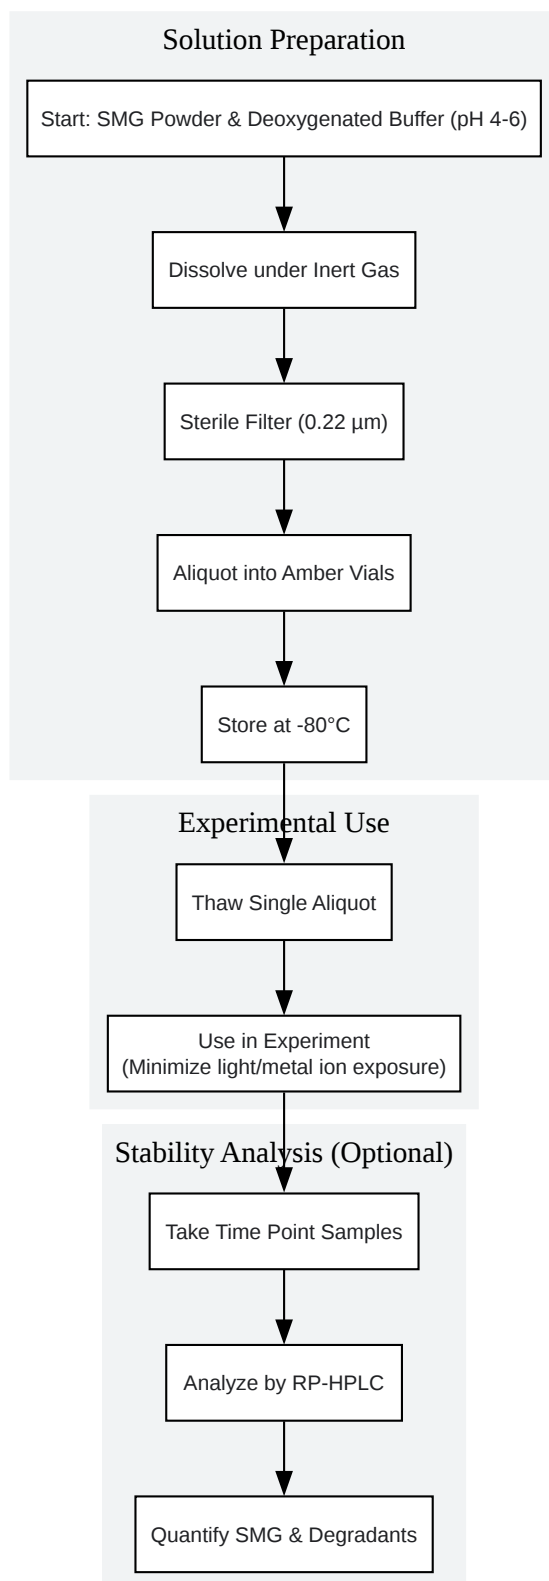 Solution Preparation
Start: SMG Powder & Deoxygenated Buffer (pH 4-6)
Dissolve under Inert Gas
Sterile Filter (0.22 µm)
Aliquot into Amber Vials
Store at -80°C
Experimental Use
Thaw Single Aliquot
Use in Experiment
(Minimize light/metal ion exposure)
Stability Analysis (Optional)
Take Time Point Samples
Analyze by RP-HPLC
Quantify SMG & Degradants